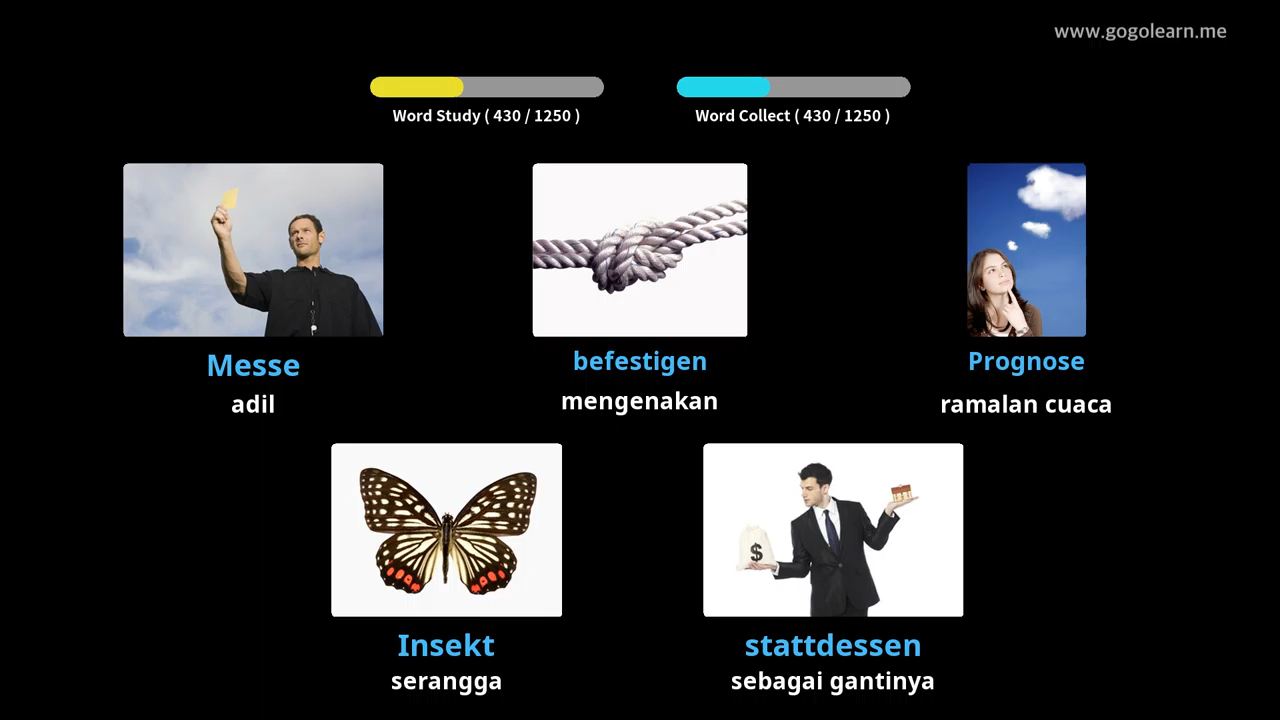 www.gogolearn.me
Word Study ( 430 / 1250 )
Word Collect ( 430 / 1250 )
Messe
adil
befestigen
mengenakan
Prognose
ramalan cuaca
$
Insekt
serangga
stattdessen
sebagai gantinya